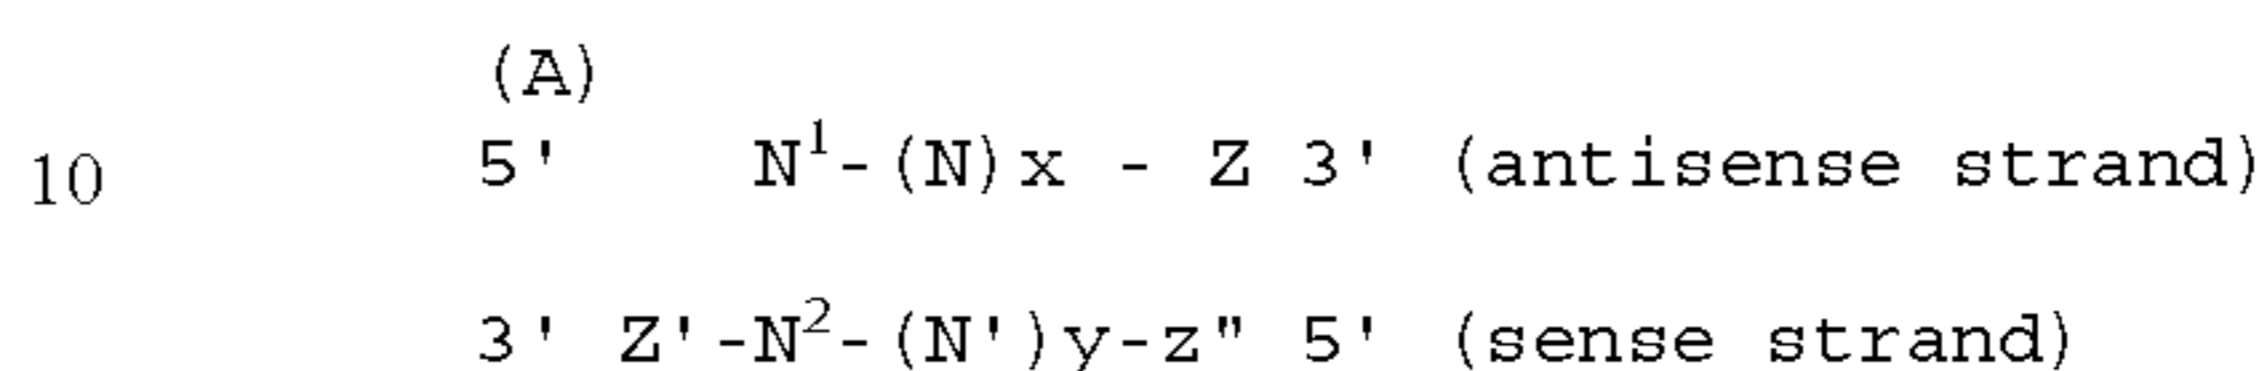 (A)
10 5' N¹-(N)x - Z 3' (antisense strand)
3' Z'-N²-(N')y-z" 5' (sense strand)